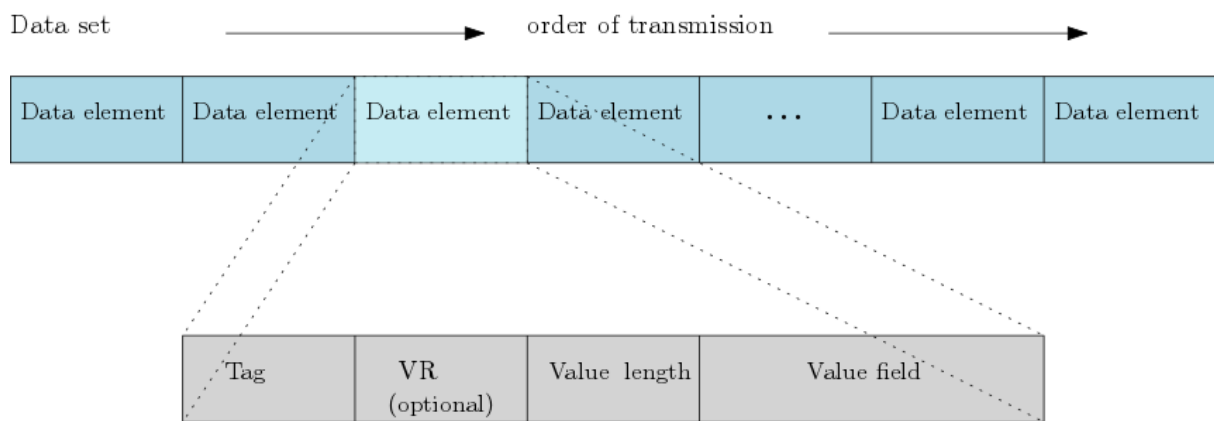 Data set order of transmission
Data element Data element Data element Data element ... Data element Data element
Tag VR Value length Value field
(optional)